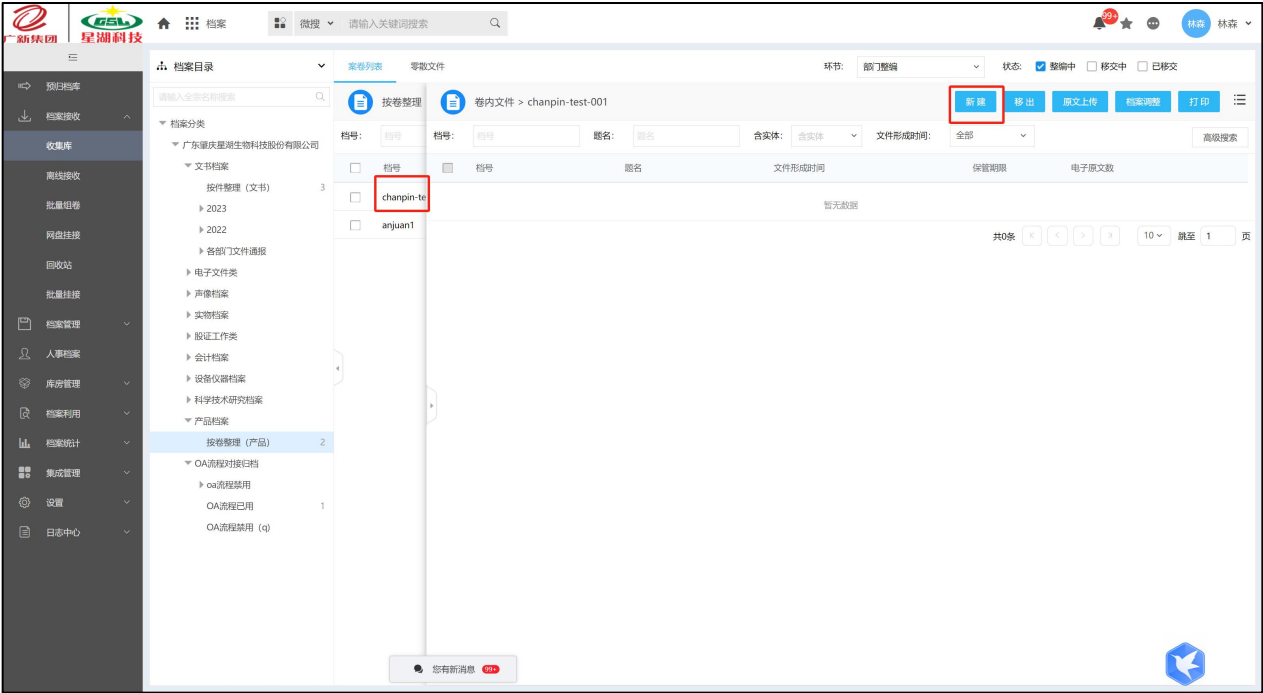 广新集团
GSL
星湖科技
档案
微搜
请输入关键词搜索
99+
林森
林森
预归档库
档案接收
收集库
离线接收
批量组卷
网盘挂接
回收站
批量挂接
档案管理
人事档案
库房管理
档案利用
档案统计
集成管理
设置
日志中心
档案目录
请输入全宗名称搜索
档案分类
广东肇庆星湖生物科技股份有限公司
文书档案
按件整理（文书） 3
2023
2022
各部门文件通报
电子文件类
声像档案
实物档案
股证工作类
会计档案
设备仪器档案
科学技术研究档案
产品档案
按卷整理（产品） 2
OA流程对接归档
oa流程禁用
OA流程已用 1
OA流程禁用（q)
案卷列表 零散文件
环节: 部门整编 状态: 整编中 移交中 已移交
按卷整理
档号: 档号
档号
chanpin-te
anjuan1
卷内文件 > chanpin-test-001
新建 移出 原文上传 档案调整 打印
档号: 档号 题名: 题名 含实体: 含实体 文件形成时间: 全部 高级搜索
档号 题名 文件形成时间 保管期限 电子原文数
暂无数据
共0条 10 跳至 1 页
您有新消息 99+